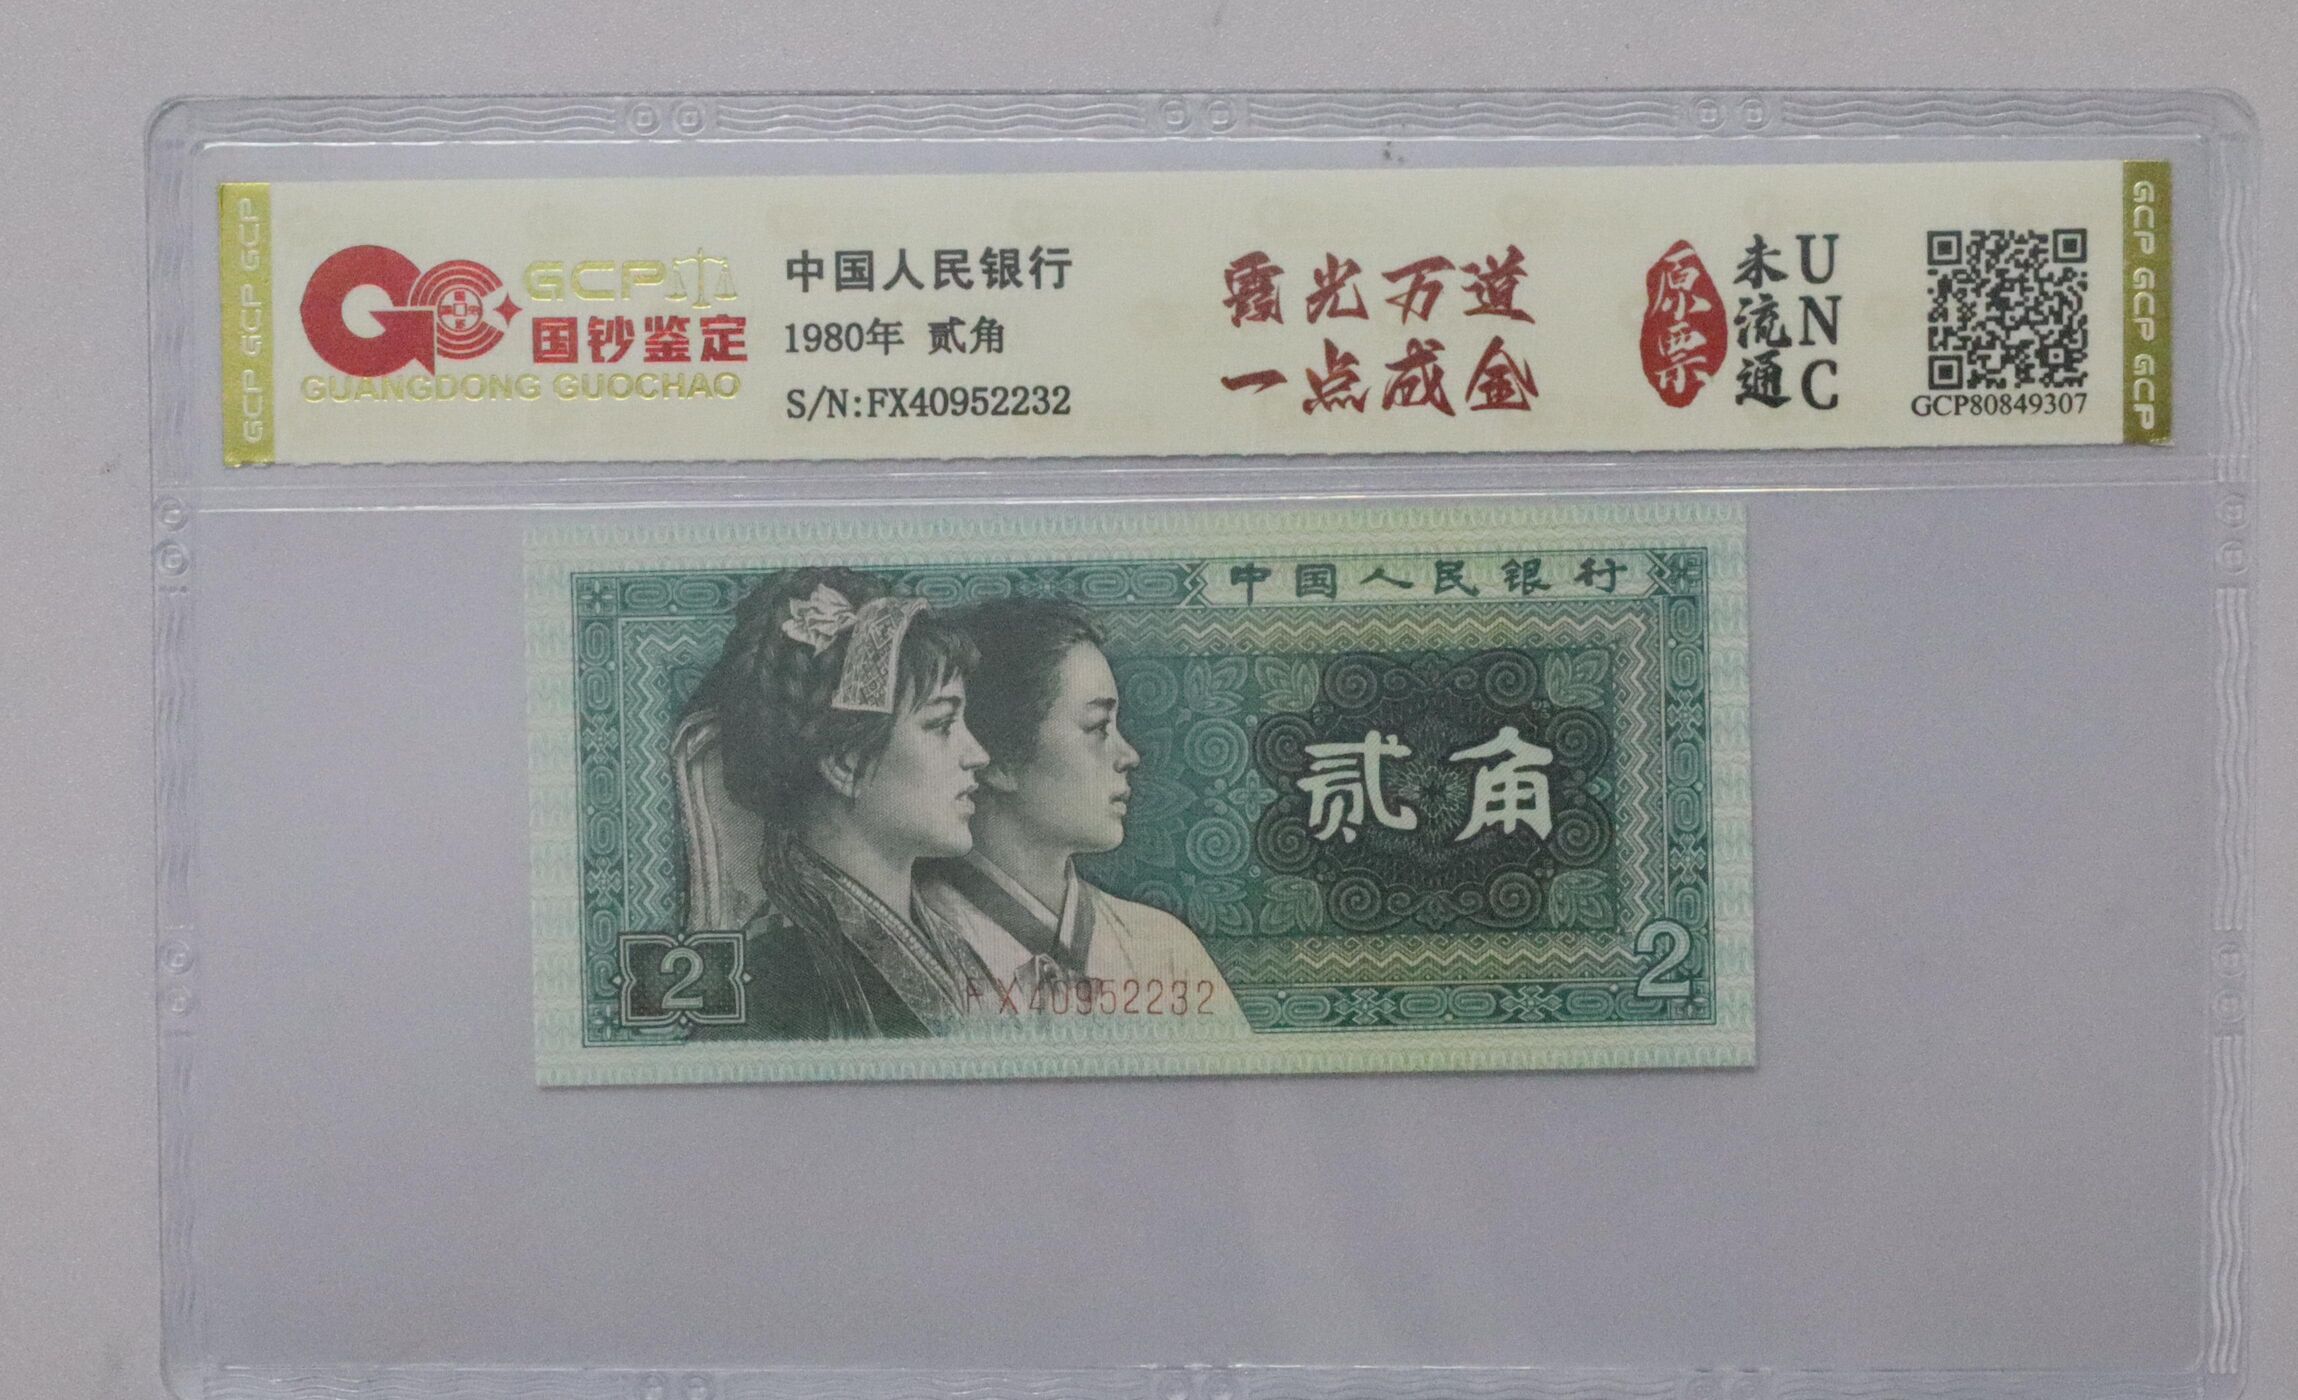 GCP GCP GCP
GCP
国钞鉴定
GUANGDONG GUOCHAO
中国人民银行
1980年 贰角
S/N:FX40952232
霞光万道
一点成金
原票
未流通
UNC
GCP80849307
GCP GCP GCP
中国人民银行
贰角
2
2
FX40952232